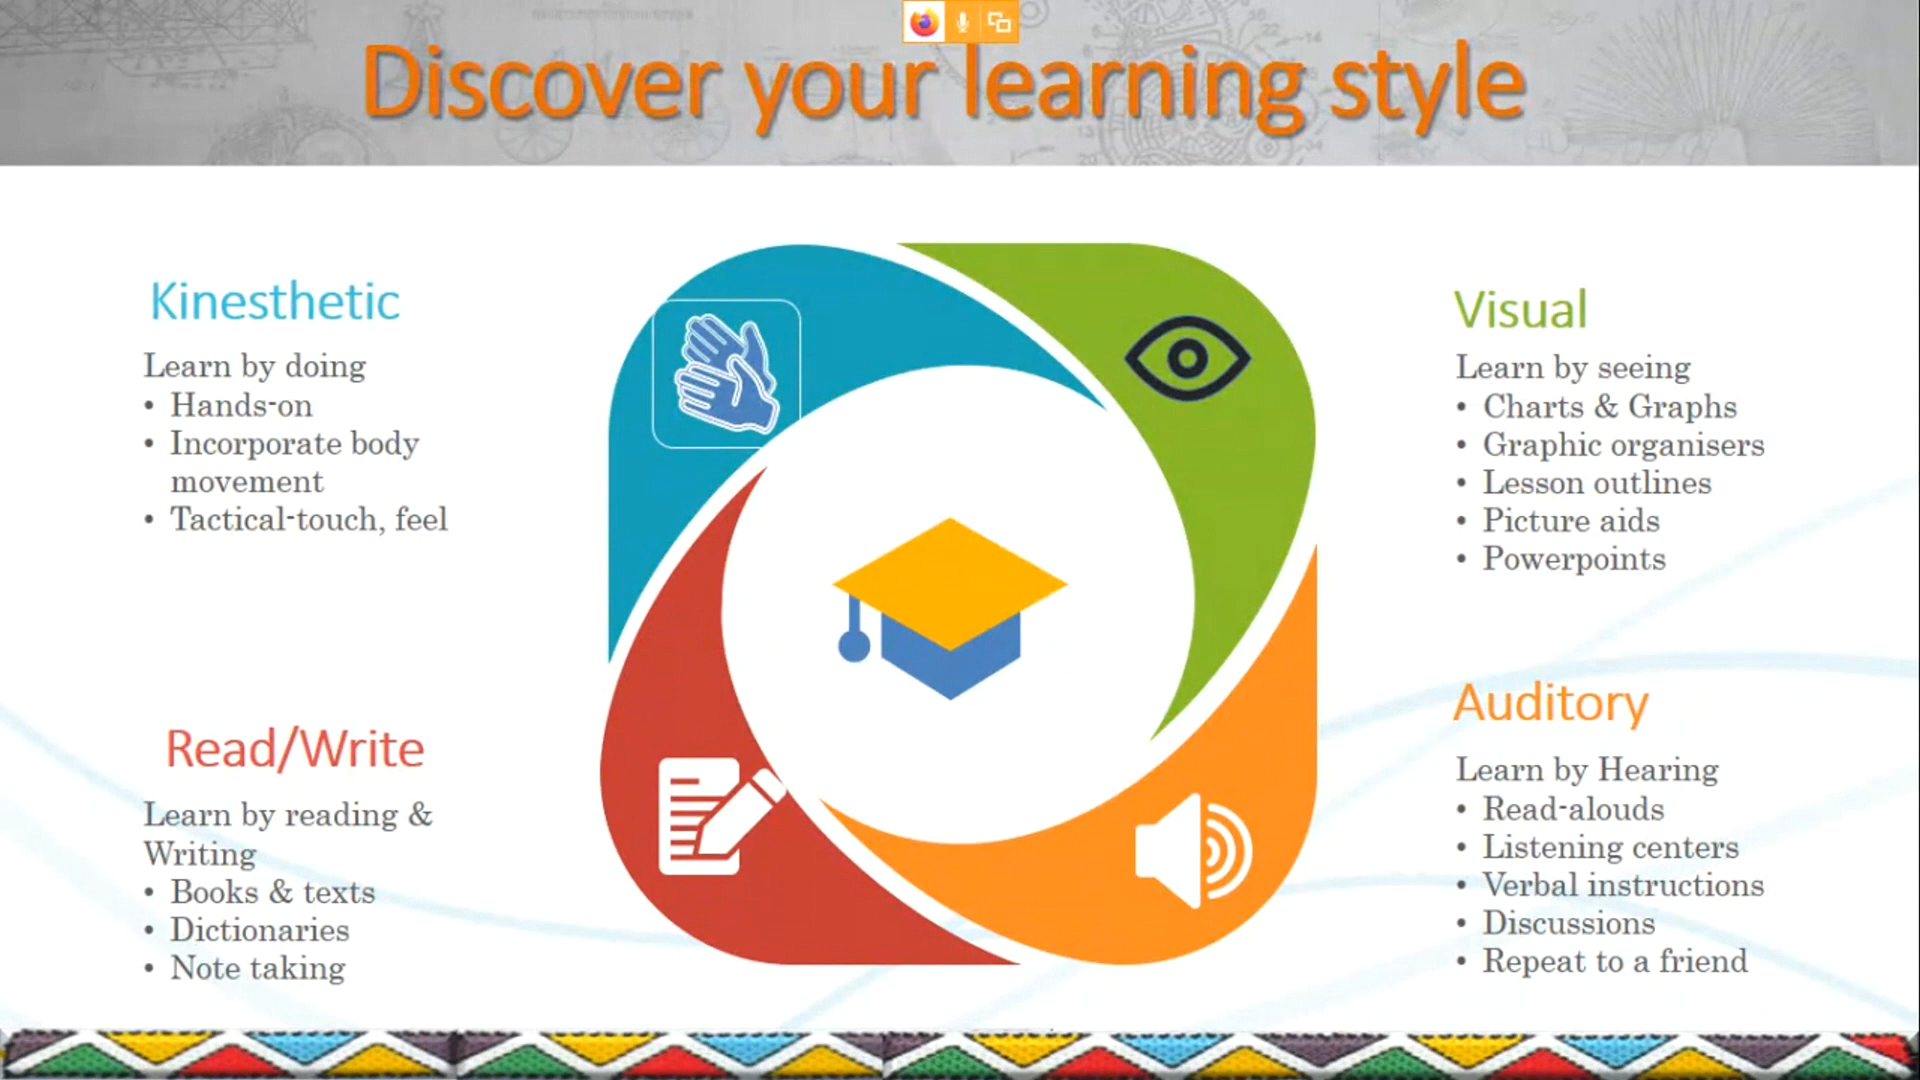 Discover your learning style
Kinesthetic
Learn by doing
• Hands-on
• Incorporate body
movement
• Tactical-touch, feel
Visual
Learn by seeing
• Charts & Graphs
• Graphic organisers
• Lesson outlines
• Picture aids
• Powerpoints
Read/Write
Learn by reading &
Writing
• Books & texts
• Dictionaries
• Note taking
Auditory
Learn by Hearing
• Read-alouds
• Listening centers
• Verbal instructions
• Discussions
• Repeat to a friend